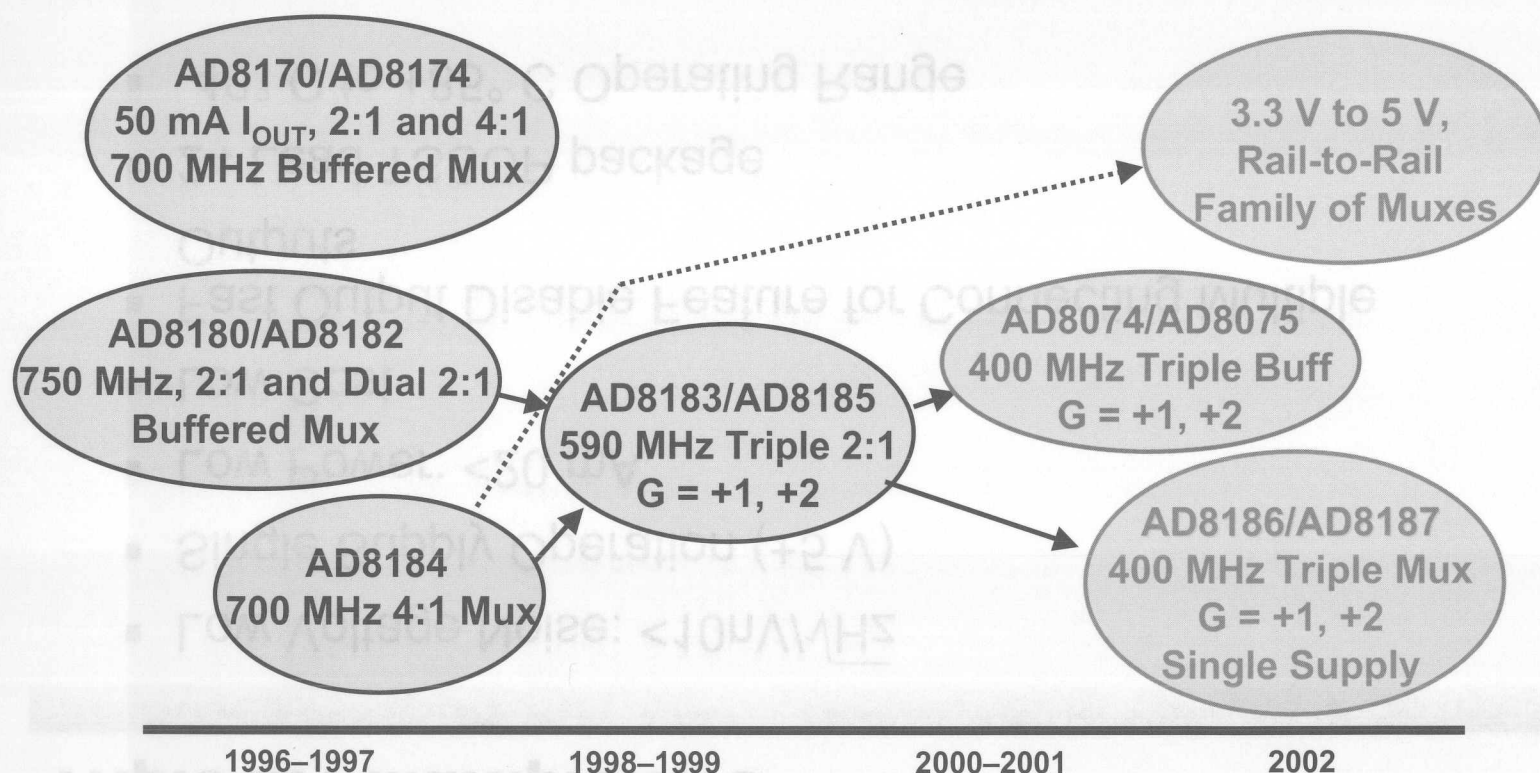 AD8170/AD8174
50 mA I_OUT, 2:1 and 4:1
700 MHz Buffered Mux
3.3 V to 5 V,
Rail-to-Rail
Family of Muxes
AD8180/AD8182
750 MHz, 2:1 and Dual 2:1
Buffered Mux
AD8183/AD8185
590 MHz Triple 2:1
G = +1, +2
AD8074/AD8075
400 MHz Triple Buff
G = +1, +2
AD8184
700 MHz 4:1 Mux
AD8186/AD8187
400 MHz Triple Mux
G = +1, +2
Single Supply
1996–1997
1998–1999
2000–2001
2002